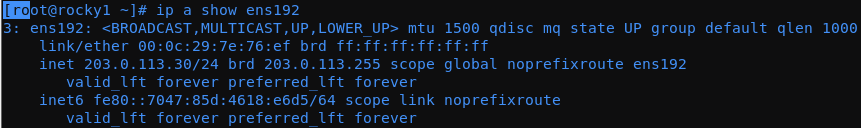 [root@rocky1 ~]# ip a show ens192
3: ens192: <BROADCAST,MULTICAST,UP,LOWER_UP> mtu 1500 qdisc mq state UP group default qlen 1000
    link/ether 00:0c:29:7e:76:ef brd ff:ff:ff:ff:ff:ff
    inet 203.0.113.30/24 brd 203.0.113.255 scope global noprefixroute ens192
       valid_lft forever preferred_lft forever
    inet6 fe80::7047:85d:4618:e6d5/64 scope link noprefixroute
       valid_lft forever preferred_lft forever